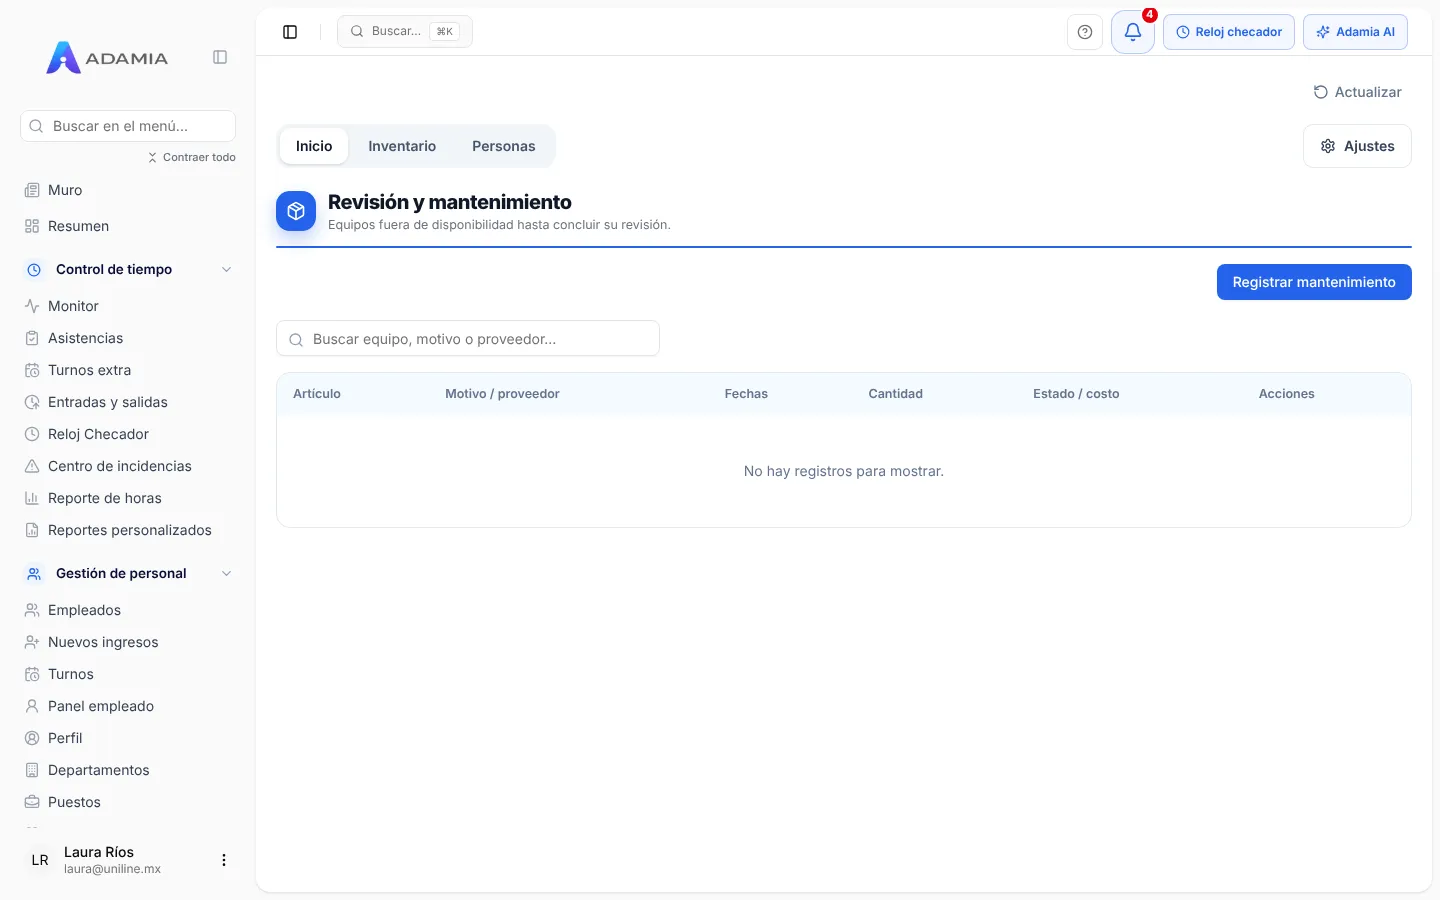 ADAMIA
Buscar en el menú...
Contraer todo
Muro
Resumen
Control de tiempo
Monitor
Asistencias
Turnos extra
Entradas y salidas
Reloj Checador
Centro de incidencias
Reporte de horas
Reportes personalizados
Gestión de personal
Empleados
Nuevos ingresos
Turnos
Panel empleado
Perfil
Departamentos
Puestos
LR
Laura Ríos
laura@uniline.mx
Buscar... ⌘K
4
Reloj checador
Adamia AI
Actualizar
Inicio Inventario Personas
Ajustes
Revisión y mantenimiento
Equipos fuera de disponibilidad hasta concluir su revisión.
Registrar mantenimiento
Buscar equipo, motivo o proveedor...
Artículo Motivo / proveedor Fechas Cantidad Estado / costo Acciones
No hay registros para mostrar.